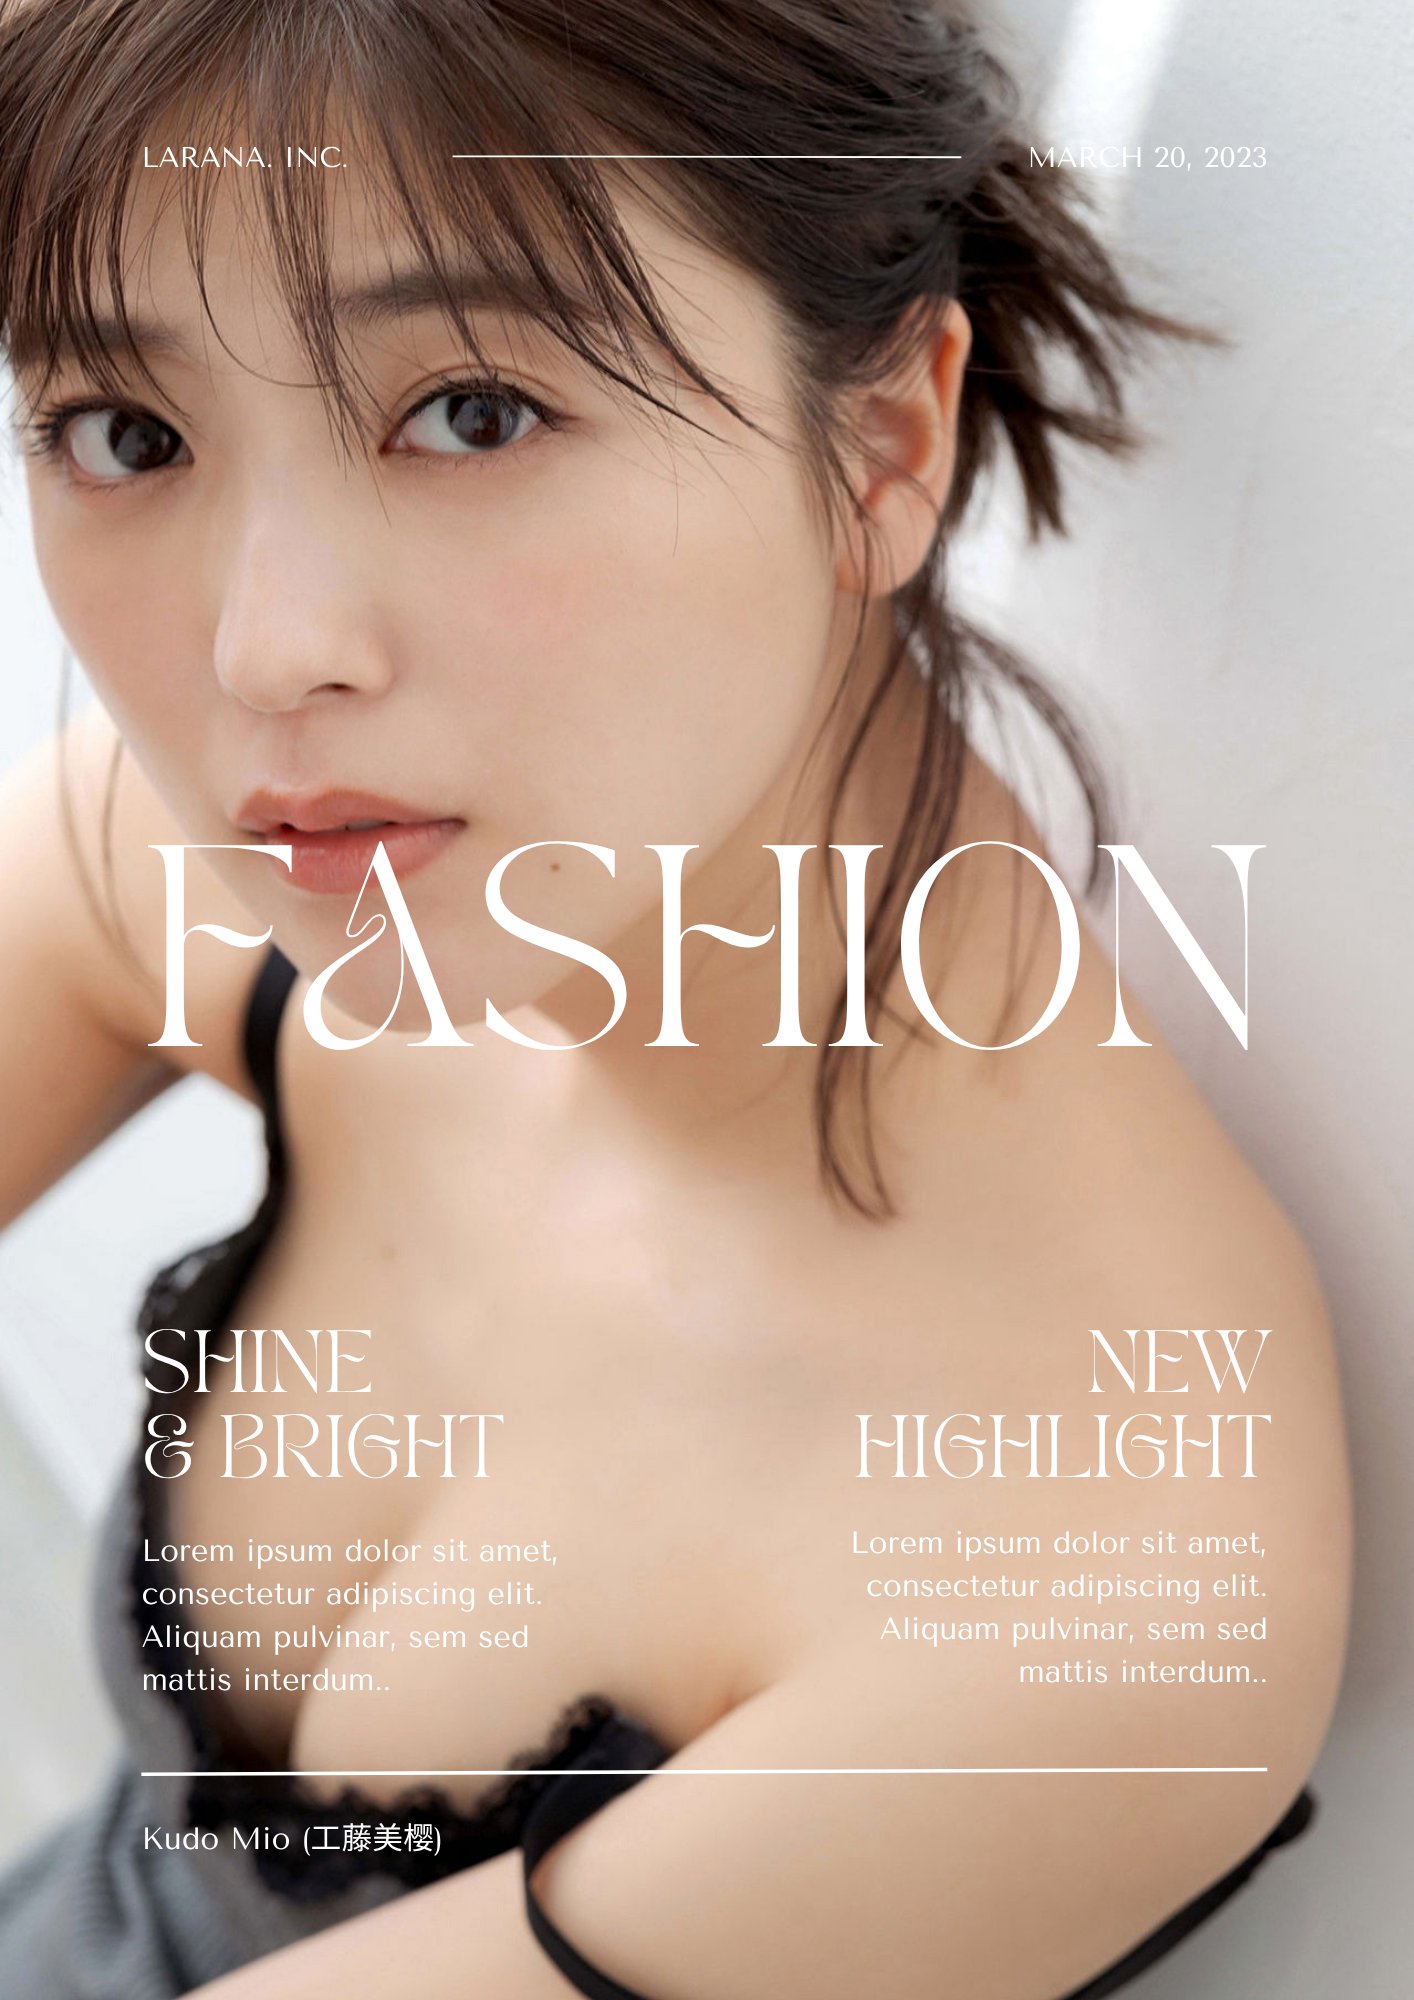 LARANA. INC.
MARCH 20, 2023
FASHION
SHINE
& BRIGHT
Lorem ipsum dolor sit amet,
consectetur adipiscing elit.
Aliquam pulvinar, sem sed
mattis interdum..
NEW
HIGHLIGHT
Lorem ipsum dolor sit amet,
consectetur adipiscing elit.
Aliquam pulvinar, sem sed
mattis interdum..
Kudo Mio (工藤美樱)